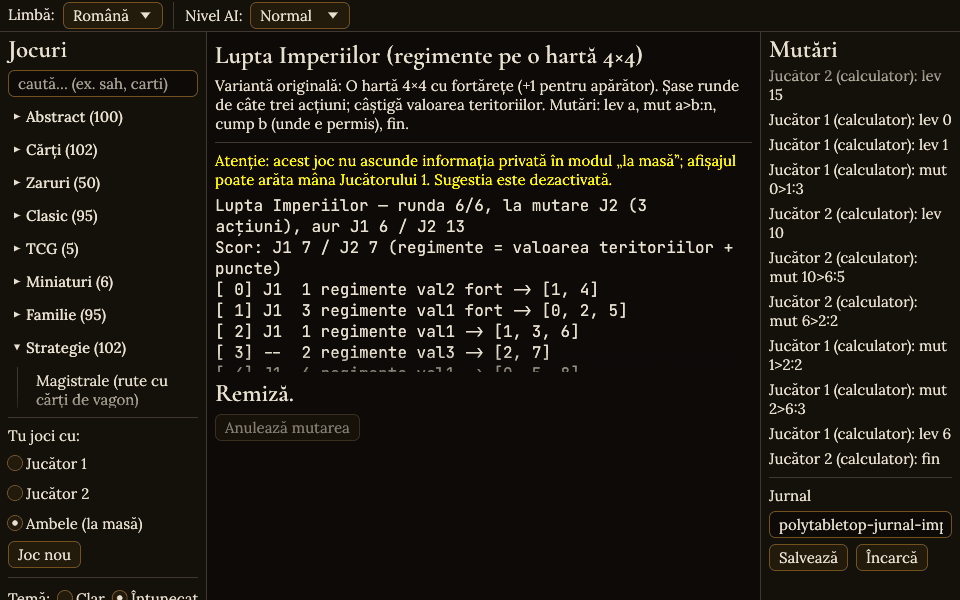 Limbă: Română ▼ Nivel AI: Normal ▼
Jocuri
caută... (ex. sah, carti)
▸ Abstract (100)
▸ Cărți (102)
▸ Zaruri (50)
▸ Clasic (95)
▸ TCG (5)
▸ Miniaturi (6)
▸ Familie (95)
▾ Strategie (102)
Magistrale (rute cu
cărți de vagon)
Tu joci cu:
Jucător 1
Jucător 2
Ambele (la masă)
Joc nou
Temă: Clar Întunecat
Lupta Imperiilor (regimente pe o hartă 4×4)
Variantă originală: O hartă 4×4 cu fortărețe (+1 pentru apărător). Șase runde
de câte trei acțiuni; câștigă valoarea teritoriilor. Mutări: lev a, mut a>b:n,
cump b (unde e permis), fin.
Atenție: acest joc nu ascunde informația privată în modul „la masă”; afișajul
poate arăta mâna Jucătorului 1. Sugestia este dezactivată.
Lupta Imperiilor — runda 6/6, la mutare J2 (3
acțiuni), aur J1 6 / J2 13
Scor: J1 7 / J2 7 (regimente = valoarea teritoriilor +
puncte)
[ 0] J1 1 regimente val2 fort -> [1, 4]
[ 1] J1 3 regimente val1 fort -> [0, 2, 5]
[ 2] J1 1 regimente val1 -> [1, 3, 6]
[ 3] -- 2 regimente val3 -> [2, 7]
[ 4] J1 4 regimente val1 -> [0, 5, 8]
Remiză.
Anulează mutarea
Mutări
Jucător 2 (calculator): lev
15
Jucător 1 (calculator): lev 0
Jucător 1 (calculator): lev 1
Jucător 1 (calculator): mut
0>1:3
Jucător 2 (calculator): lev
10
Jucător 2 (calculator):
mut 10>6:5
Jucător 2 (calculator):
mut 6>2:2
Jucător 1 (calculator): mut
1>2:2
Jucător 1 (calculator): mut
2>6:3
Jucător 1 (calculator): lev 6
Jucător 2 (calculator): fin
Jurnal
polytabletop-jurnal-imp
Salvează Încarcă